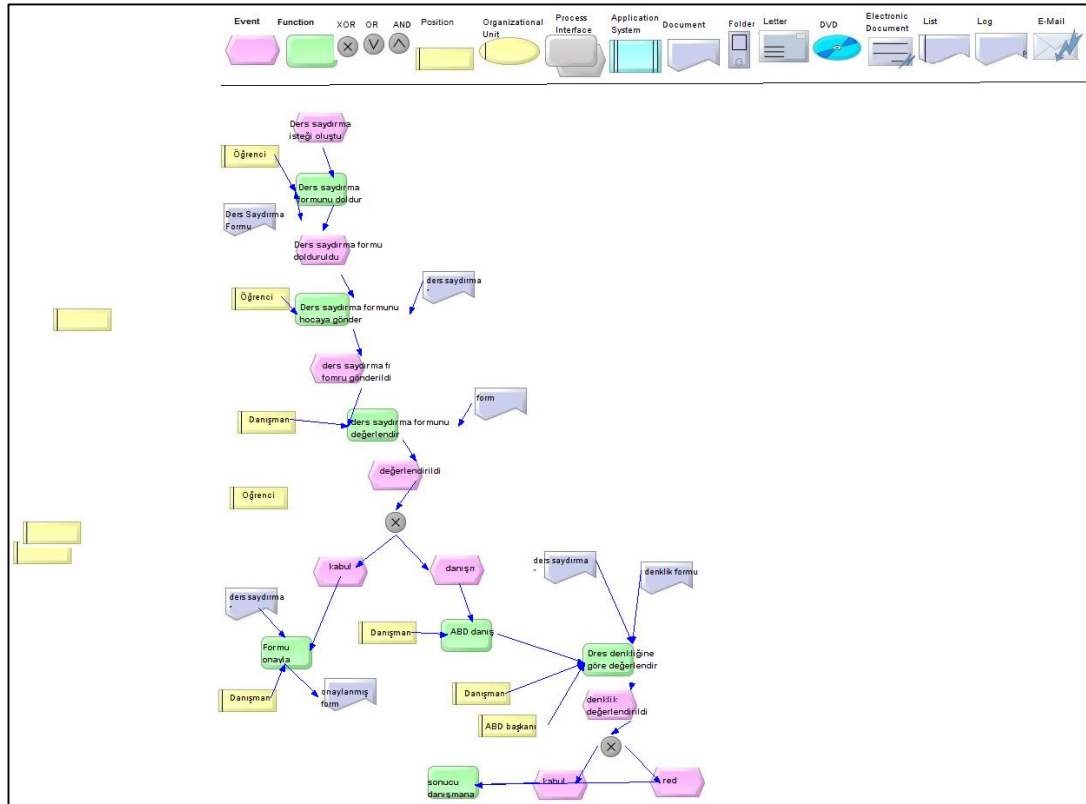 Event
Function
XOR
OR
AND
Position
Organizational
Unit
Process
Interface
Application
System
Document
Folder
Letter
DVD
Electronic
Document
List
Log
E-Mail
Ders saydırma
isteği oluştu
Öğrenci
Ders saydırma
formunu doldur
Ders Saydırma
Formu
Ders saydırma formu
dolduruldu
Öğrenci
Ders saydırma formunu
hocaya gönder
ders saydırma
ders saydırma fı
fomru gönderildi
Danışman
ders saydırma formunu
değerlendir
form
değerlendirildi
Öğrenci
kabul
danışı
ders saydırma
denklik formu
ders saydırma
Formu
onayla
Danışman
ABD danış
Dres denkliğine
göre değerlendir
Danışman
onaylanmış
form
Danışman
denklik
değerlendirildi
ABD başkanı
sonucu
danışmana
kabul
red